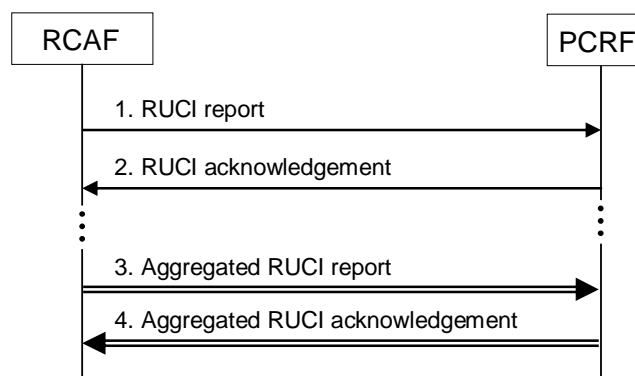 RCAF
PCRF
1. RUCI report
2. RUCI acknowledgement
3. Aggregated RUCI report
4. Aggregated RUCI acknowledgement